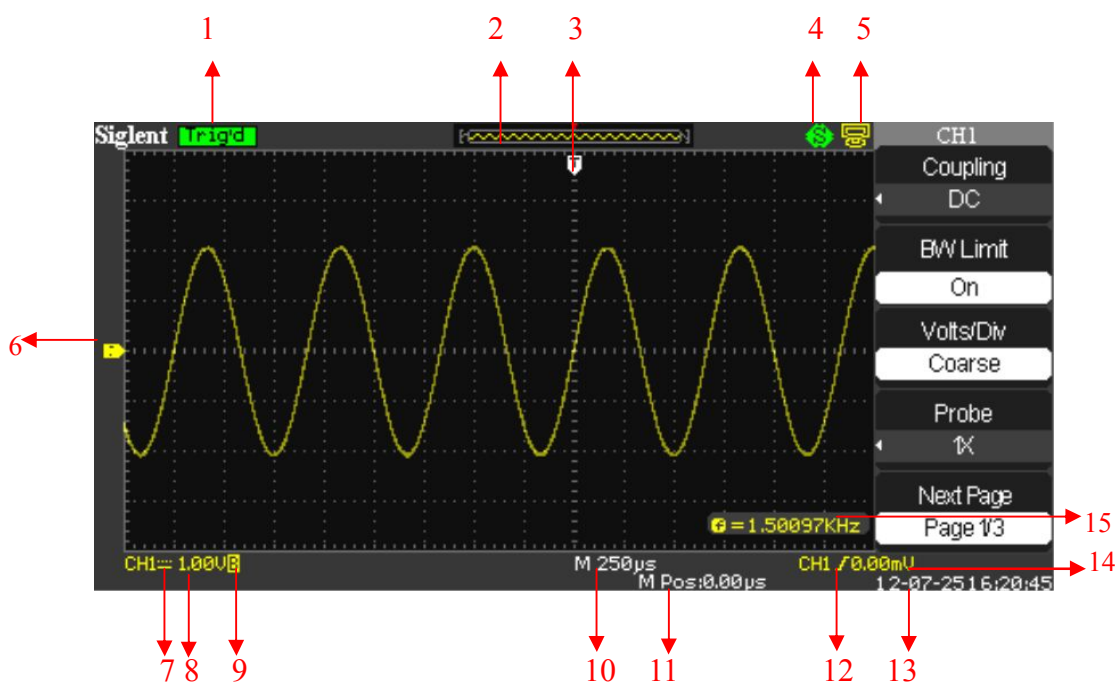 1 2 3 4 5
Siglent Trig'd T S CH1
Coupling
DC
BW Limit
On
6
Volts/Div
Coarse
Probe
1X
Next Page
f = 1.50097KHz 15
Page 1/3
CH1 1.00V B M 250µs CH1 0.00mV 14
M Pos:0.00µs 12-07-25 16:20:45
7 8 9 10 11 12 13